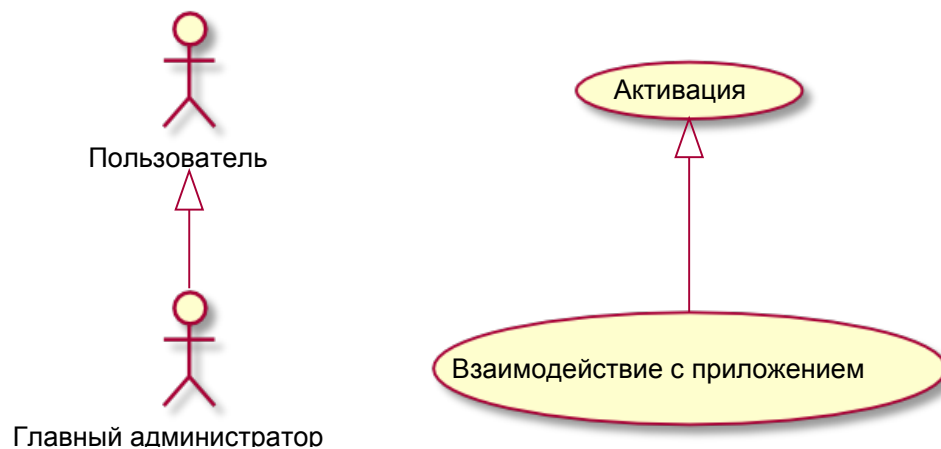 Пользователь
Активация
Взаимодействие с приложением
Главный администратор